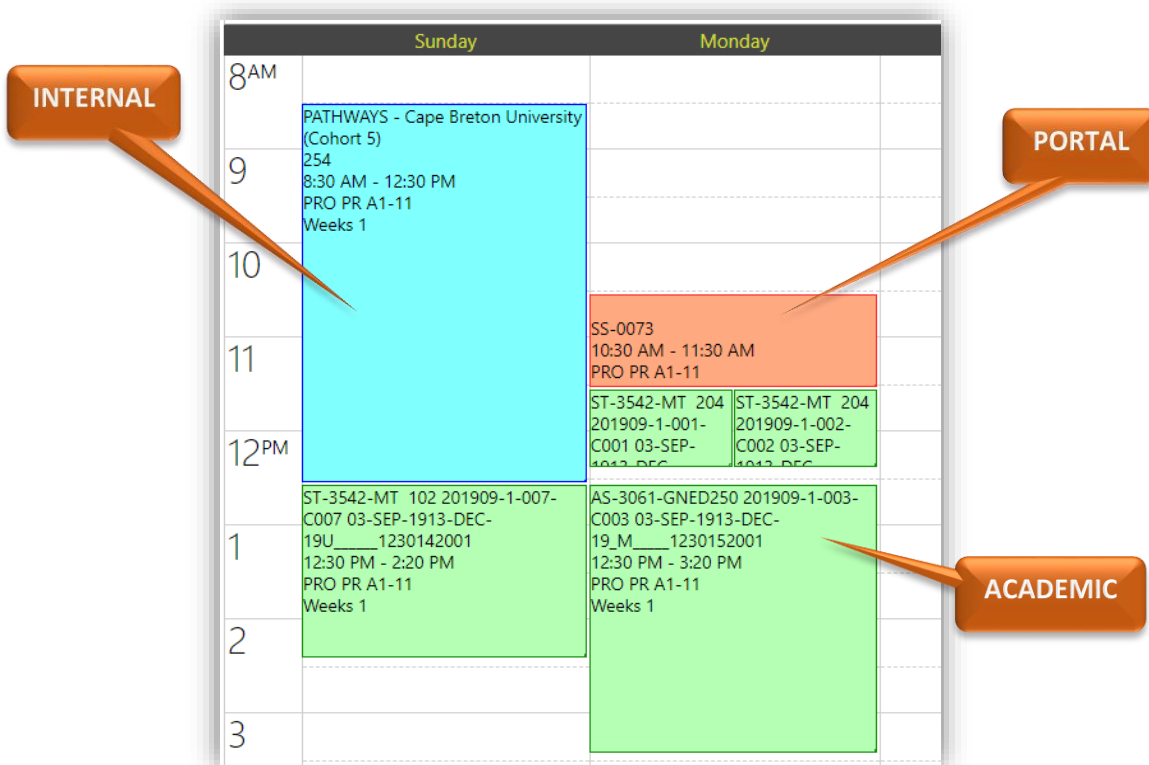 Sunday Monday
8AM
INTERNAL
PATHWAYS - Cape Breton University
(Cohort 5)
254
8:30 AM - 12:30 PM
PRO PR A1-11
Weeks 1
PORTAL
9
10
SS-0073
10:30 AM - 11:30 AM
PRO PR A1-11
11
ST-3542-MT 204
201909-1-001-
C001 03-SEP-
1913-DEC-
ST-3542-MT 204
201909-1-002-
C002 03-SEP-
1913-DEC-
12PM
ST-3542-MT 102 201909-1-007-
C007 03-SEP-1913-DEC-
19U_____1230142001
12:30 PM - 2:20 PM
PRO PR A1-11
Weeks 1
AS-3061-GNED250 201909-1-003-
C003 03-SEP-1913-DEC-
19_M____1230152001
12:30 PM - 3:20 PM
PRO PR A1-11
Weeks 1
1
ACADEMIC
2
3